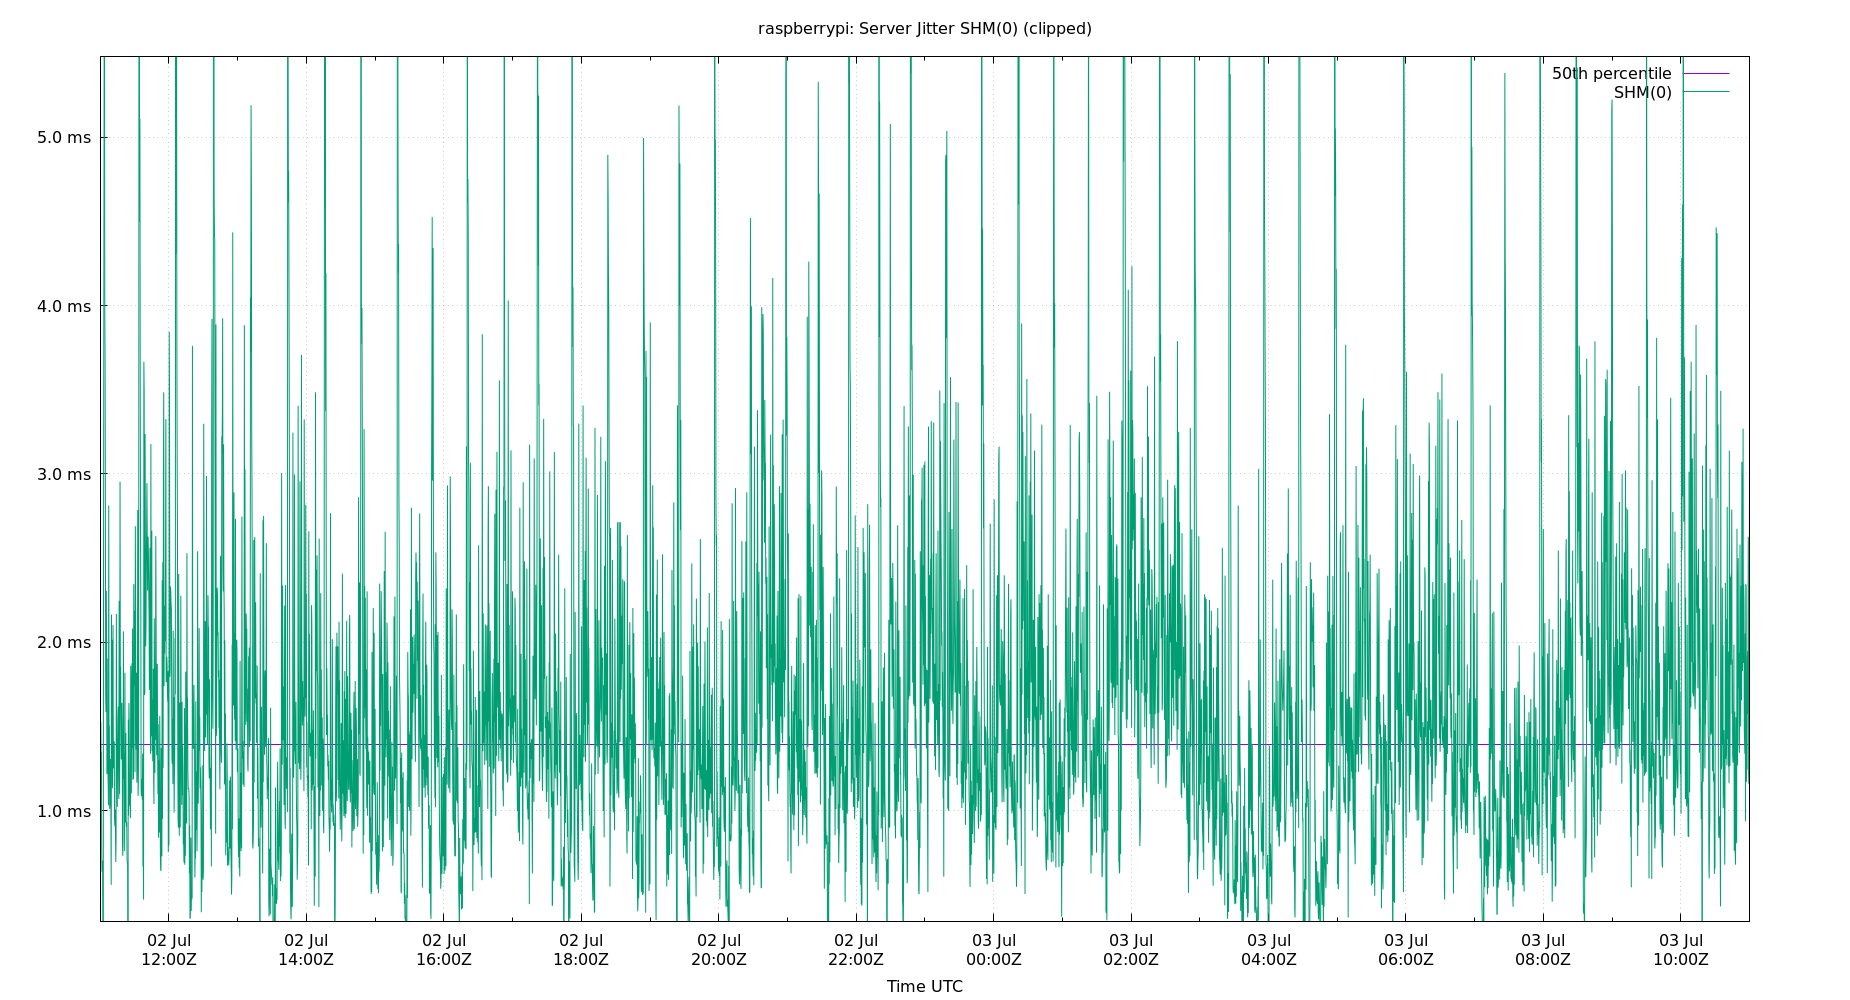 raspberrypi: Server Jitter SHM(0) (clipped)
50th percentile
SHM(0)
5.0 ms
4.0 ms
3.0 ms
2.0 ms
1.0 ms
02 Jul 02 Jul 02 Jul 02 Jul 02 Jul 02 Jul 03 Jul 03 Jul 03 Jul 03 Jul 03 Jul 03 Jul
12:00Z 14:00Z 16:00Z 18:00Z 20:00Z 22:00Z 00:00Z 02:00Z 04:00Z 06:00Z 08:00Z 10:00Z
Time UTC